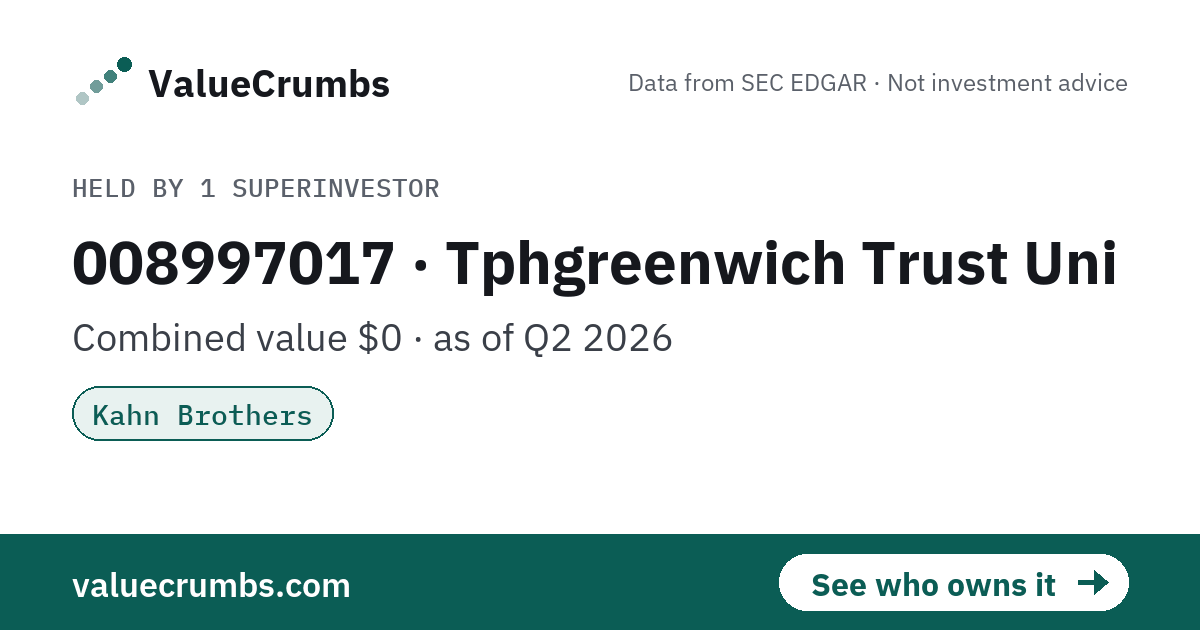 ValueCrumbs
Data from SEC EDGAR · Not investment advice
HELD BY 1 SUPERINVESTOR
008997017 · Tphgreenwich Trust Uni
Combined value $0 · as of Q2 2026
Kahn Brothers
valuecrumbs.com
See who owns it →